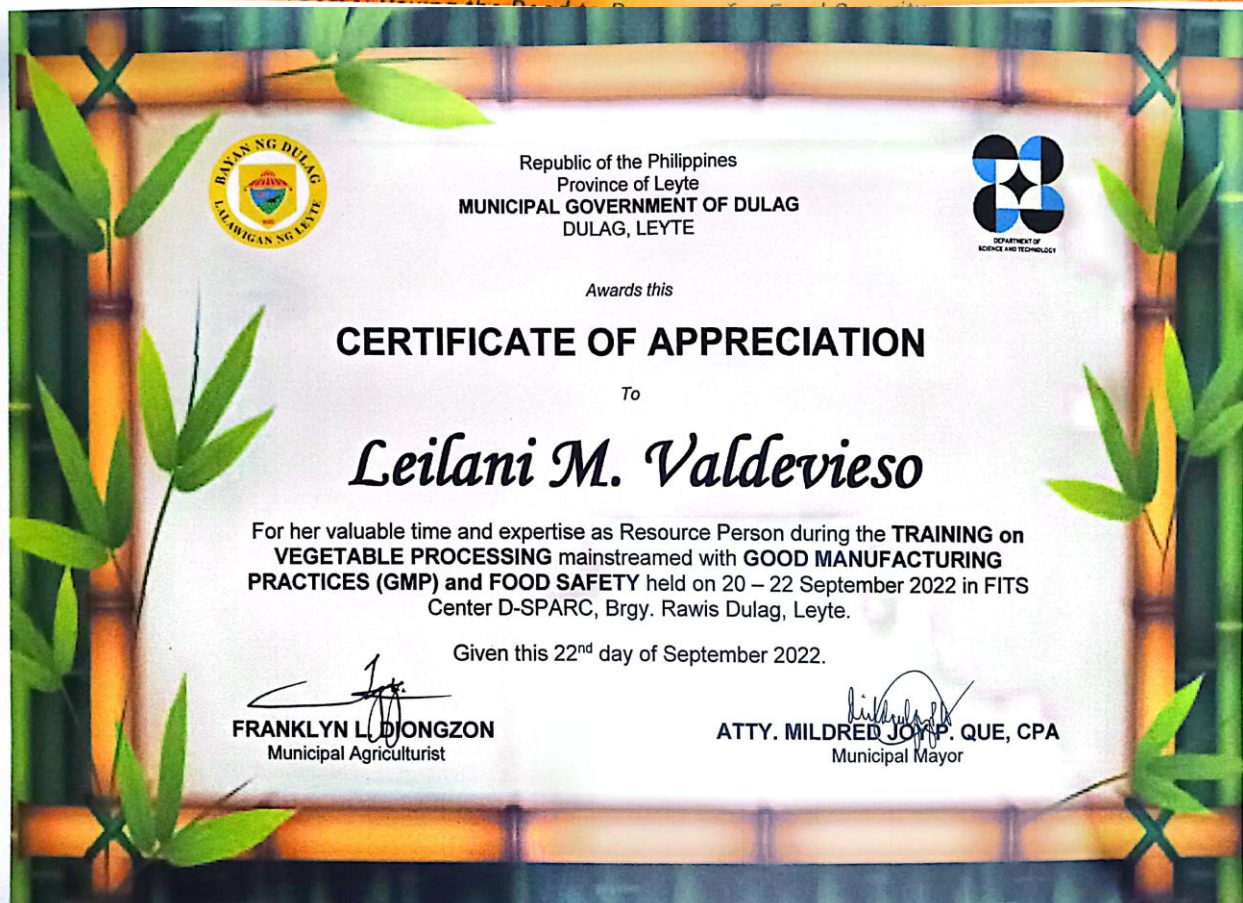 the Road to
BAYAN NG DULAG
LALAWIGAN NG LEYTE
Republic of the Philippines
Province of Leyte
MUNICIPAL GOVERNMENT OF DULAG
DULAG, LEYTE
DEPARTMENT OF
SCIENCE AND TECHNOLOGY
Awards this
CERTIFICATE OF APPRECIATION
To
Leilani M. Valdevieso
For her valuable time and expertise as Resource Person during the TRAINING on
VEGETABLE PROCESSING mainstreamed with GOOD MANUFACTURING
PRACTICES (GMP) and FOOD SAFETY held on 20 – 22 September 2022 in FITS
Center D-SPARC, Brgy. Rawis Dulag, Leyte.
Given this 22nd day of September 2022.
FRANKLYN L. DIONGZON
Municipal Agriculturist
ATTY. MILDRED JOY P. QUE, CPA
Municipal Mayor